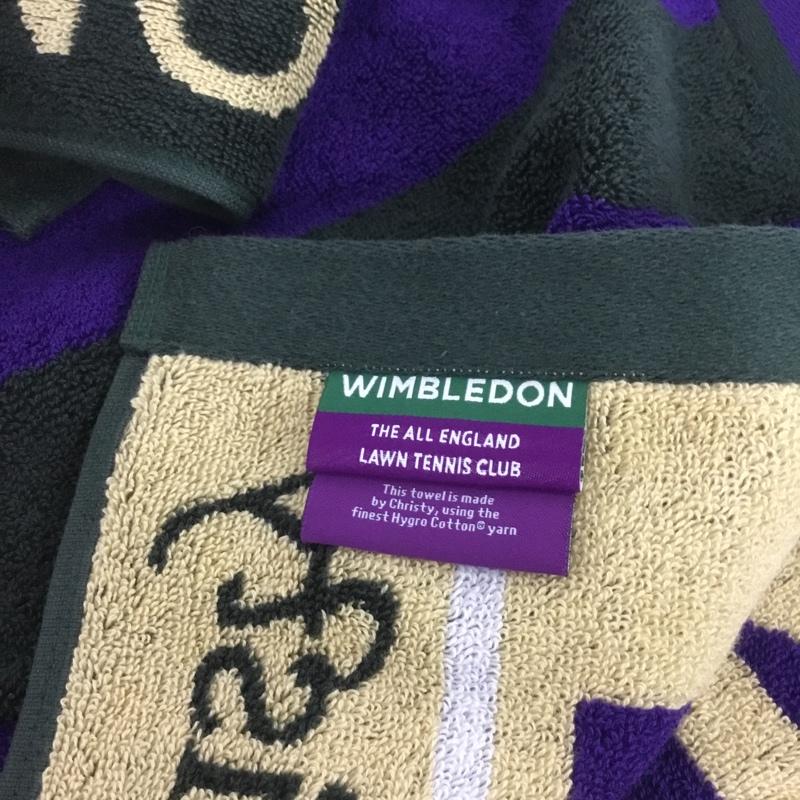 WIMBLEDON
THE ALL ENGLAND
LAWN TENNIS CLUB
This towel is made
by Christy, using the
finest Hygro Cotton© yarn